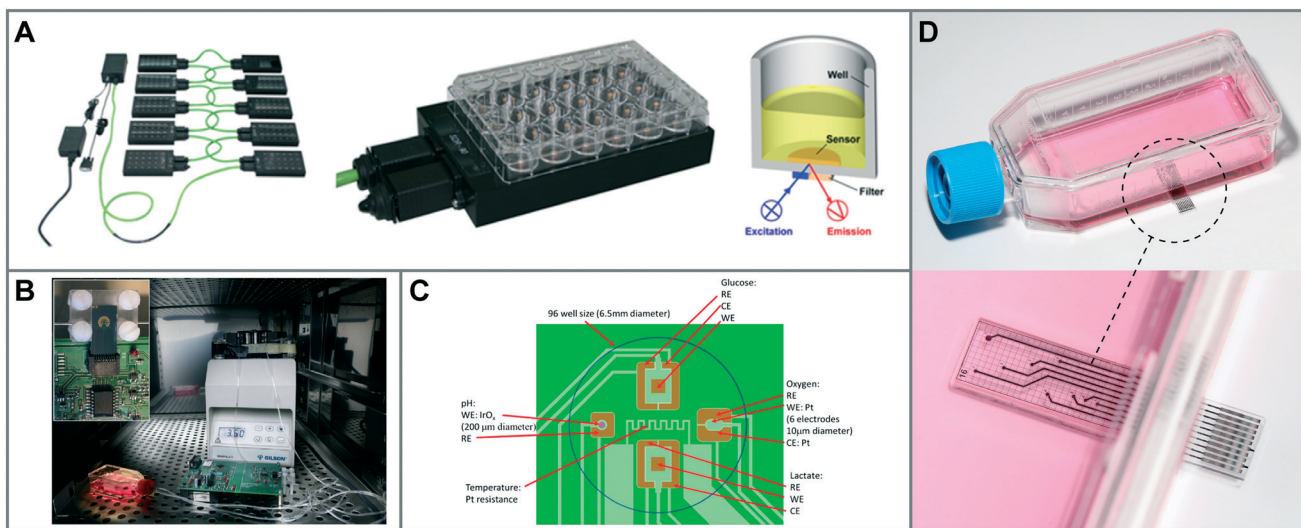 A
Well
Sensor
Filter
Excitation
Emission
B
3.60
GILSON
C
Glucose:
RE
CE
WE
96 well size (6.5mm diameter)
pH:
WE: IrOₓ
(200 µm diameter)
RE
Oxygen:
RE
WE: Pt
(6 electrodes
10µm diameter)
CE: Pt
Temperature:
Pt resistance
Lactate:
RE
WE
CE
D
16